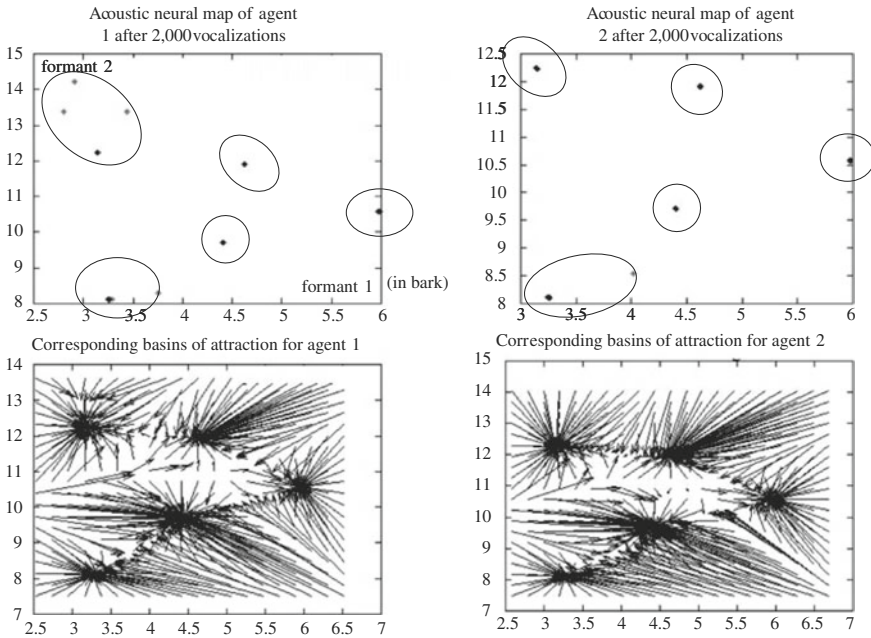 Acoustic neural map of agent
1 after 2,000 vocalizations
Acoustic neural map of agent
2 after 2,000 vocalizations
15
14
13
12
11
10
9
8
formant 2
2.5 3 3.5 4 4.5 5 5.5 6
formant 1 (in bark)
12.5
12
11.5
11
10.5
10
9.5
9
8.5
8
3 3.5 4 4.5 5 5.5 6
Corresponding basins of attraction for agent 1
14
13
12
11
10
9
8
7
2.5 3 3.5 4 4.5 5 5.5 6 6.5 7
Corresponding basins of attraction for agent 2
15
14
13
12
11
10
9
8
7
2.5 3 3.5 4 4.5 5 5.5 6 6.5 7